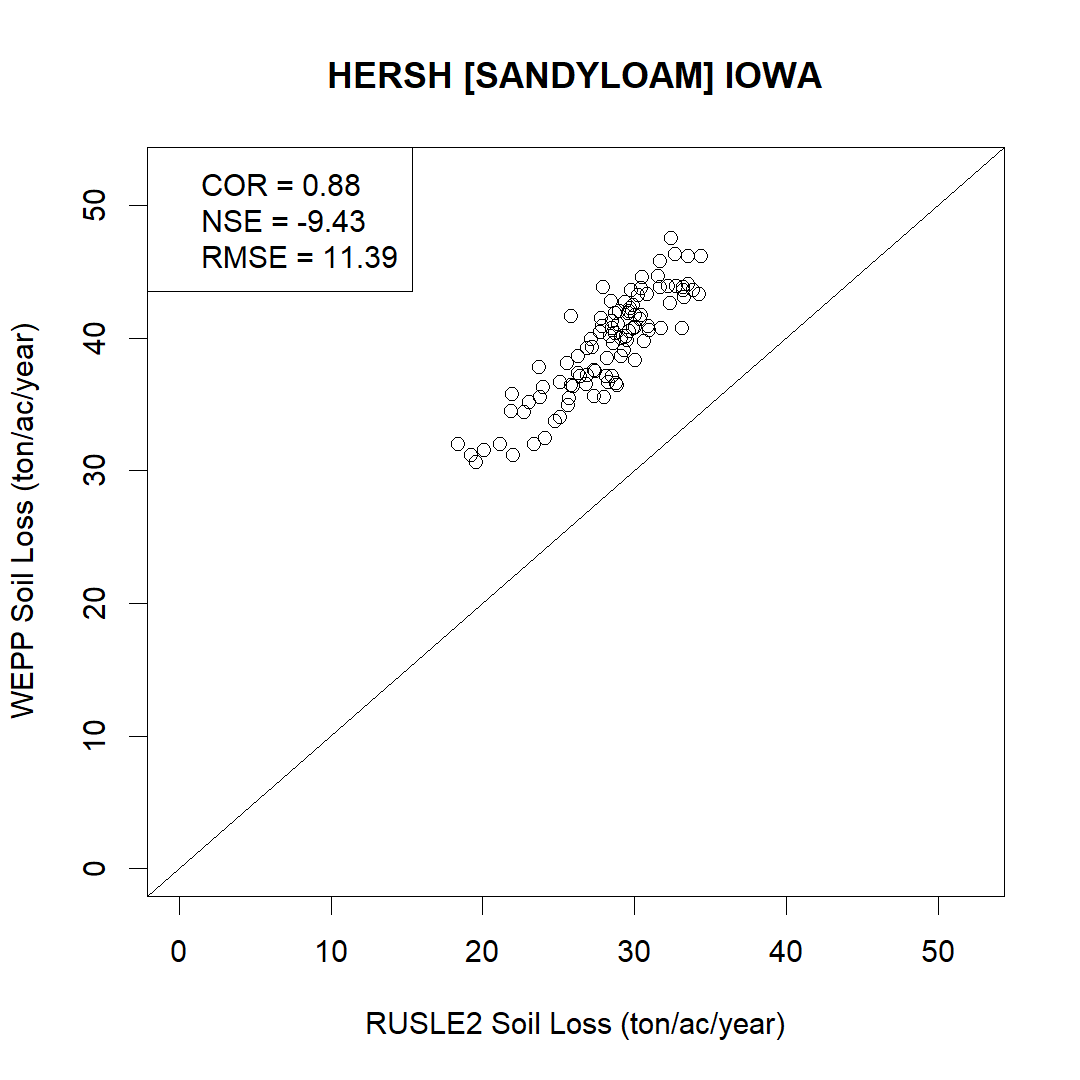 HERSH [SANDYLOAM] IOWA
COR = 0.88
NSE = -9.43
RMSE = 11.39
50
40
30
20
10
0
WEPP Soil Loss (ton/ac/year)
0 10 20 30 40 50
RUSLE2 Soil Loss (ton/ac/year)